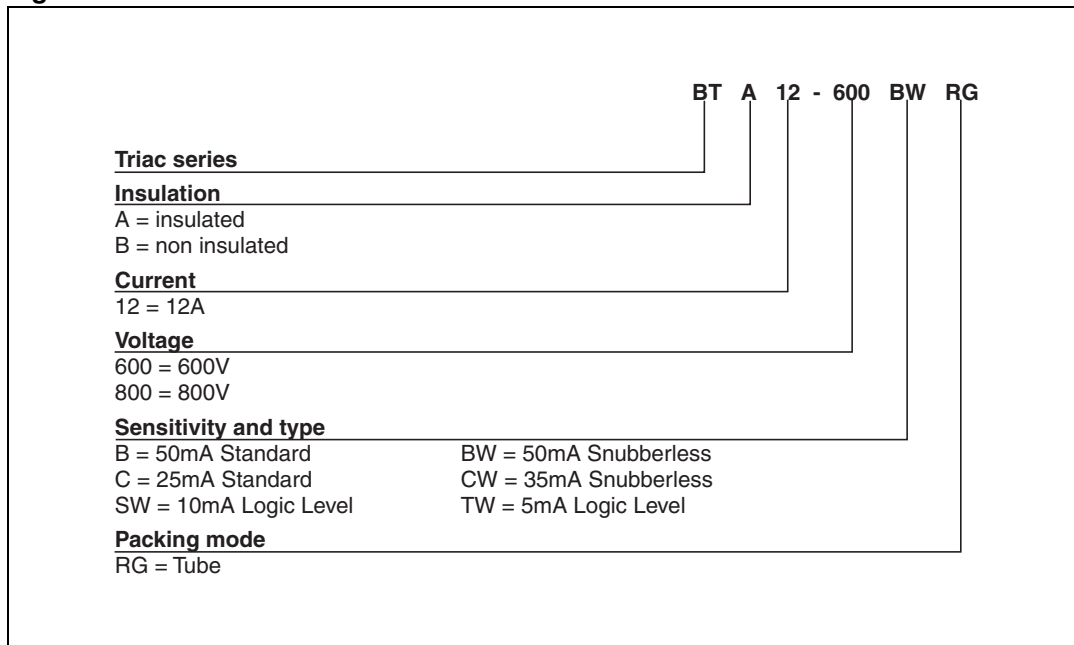 BT A 12 - 600 BW RG
Triac series
Insulation
A = insulated
B = non insulated
Current
12 = 12A
Voltage
600 = 600V
800 = 800V
Sensitivity and type
B = 50mA Standard BW = 50mA Snubberless
C = 25mA Standard CW = 35mA Snubberless
SW = 10mA Logic Level TW = 5mA Logic Level
Packing mode
RG = Tube